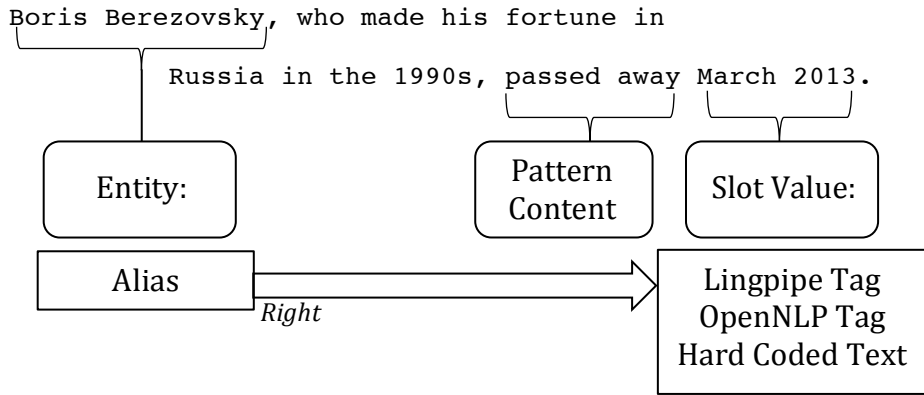 Boris Berezovsky, who made his fortune in
Russia in the 1990s, passed away March 2013.
Entity:
Pattern
Content
Slot Value:
Alias
Right
Lingpipe Tag
OpenNLP Tag
Hard Coded Text